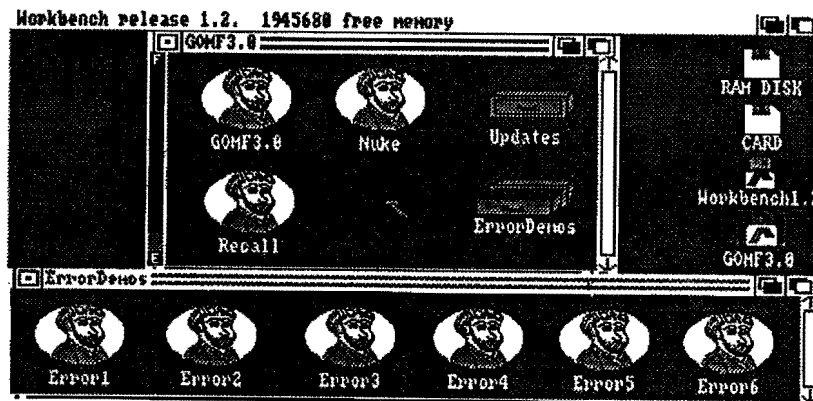 Workbench release 1.2. 1945680 free memory
GOMF3.0
F
GOMF3.0
Nuke
Updates
Recall
ErrorDemos
E
RAM DISK
CARD
Workbench1.
GOMF3.0
ErrorDemos
Error1
Error2
Error3
Error4
Error5
Error6